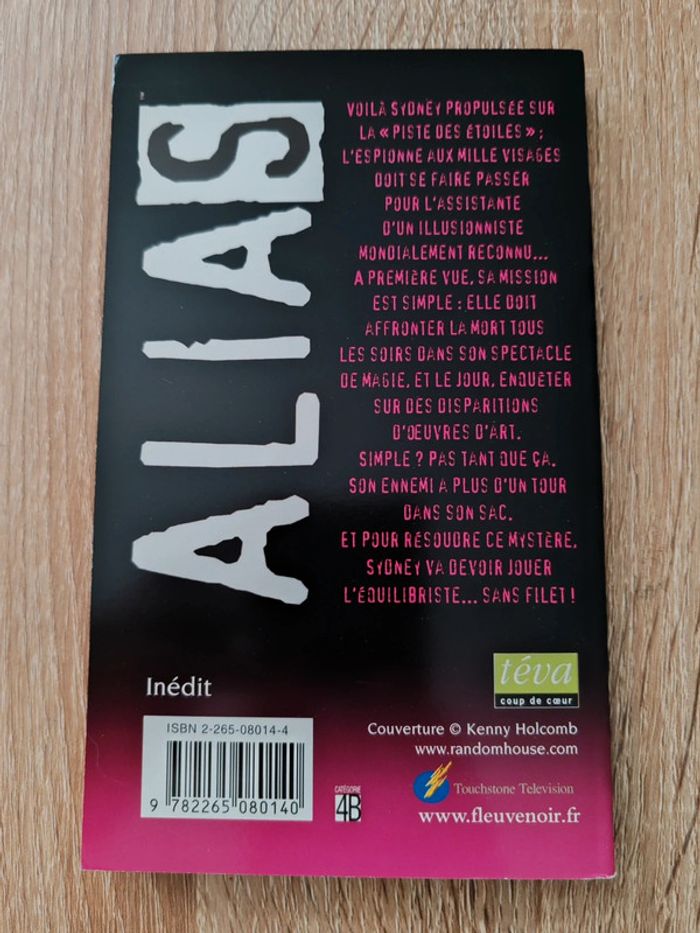 ALIAS
VOILÀ SYDNEY PROPULSÉE SUR
LA « PISTE DES ÉTOILES » ;
L'ESPIONNE AUX MILLE VISAGES
DOIT SE FAIRE PASSER
POUR L'ASSISTANTE
D'UN ILLUSIONNISTE
MONDIALEMENT RECONNU...
A PREMIÈRE VUE, SA MISSION
EST SIMPLE : ELLE DOIT
AFFRONTER LA MORT TOUS
LES SOIRS DANS SON SPECTACLE
DE MAGIE, ET LE JOUR, ENQUÊTER
SUR DES DISPARITIONS
D'ŒUVRES D'ART.
SIMPLE ? PAS TANT QUE ÇA.
SON ENNEMI A PLUS D'UN TOUR
DANS SON SAC.
ET POUR RÉSOUDRE CE MYSTÈRE,
SYDNEY VA DEVOIR JOUER
L'ÉQUILIBRISTE... SANS FILET !
Inédit
téva
coup de cœur
ISBN 2-265-08014-4
9 782265 080140
CATÉGORIE
4B
Couverture © Kenny Holcomb
www.randomhouse.com
Touchstone Television
www.fleuvenoir.fr